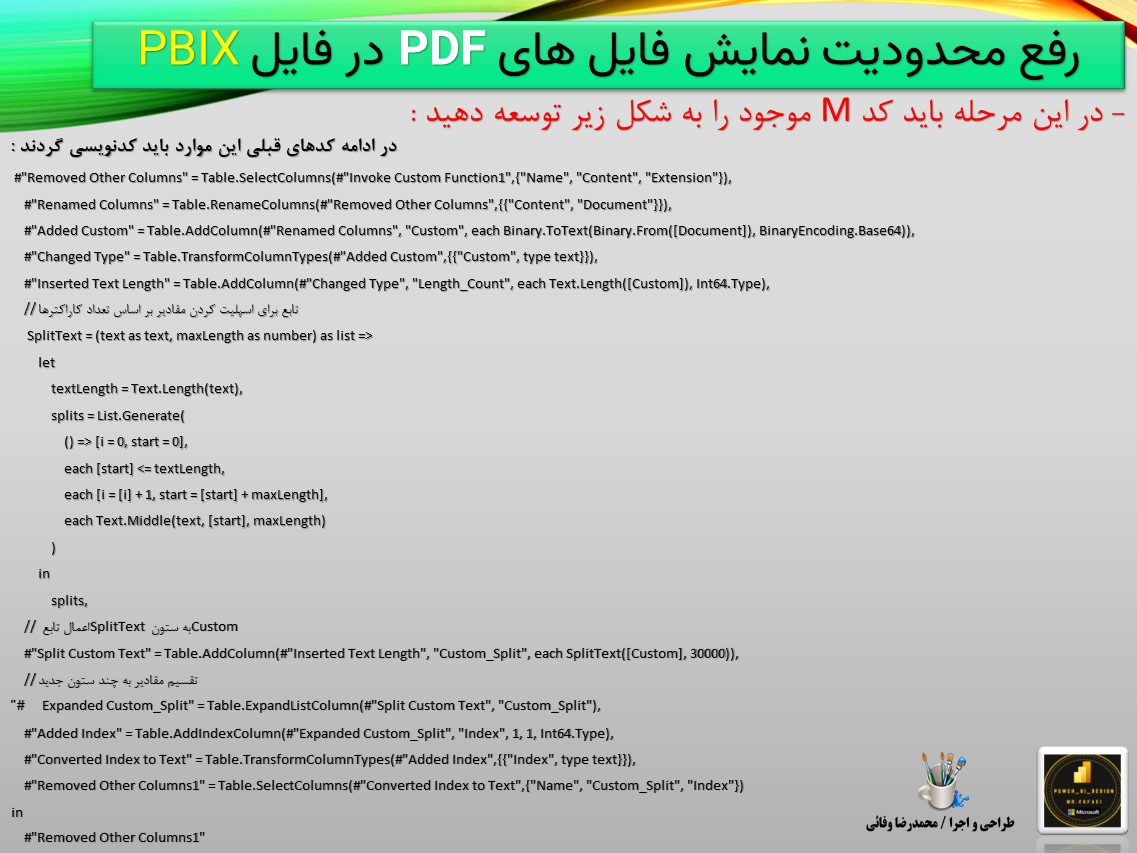 رفع محدودیت نمایش فایل های PDF در فایل PBIX
- در این مرحله باید کد M موجود را به شکل زیر توسعه دهید :
در ادامه کدهای قبلی این موارد باید کدنویسی گردند :
#"Removed Other Columns" = Table.SelectColumns(#"Invoke Custom Function1",{"Name", "Content", "Extension"}),
#"Renamed Columns" = Table.RenameColumns(#"Removed Other Columns",{{"Content", "Document"}}),
#"Added Custom" = Table.AddColumn(#"Renamed Columns", "Custom", each Binary.ToText(Binary.From([Document]), BinaryEncoding.Base64)),
#"Changed Type" = Table.TransformColumnTypes(#"Added Custom",{{"Custom", type text}}),
#"Inserted Text Length" = Table.AddColumn(#"Changed Type", "Length_Count", each Text.Length([Custom]), Int64.Type),
// تابع برای اسپلیت کردن مقادیر بر اساس تعداد کاراکترها
SplitText = (text as text, maxLength as number) as list =>
let
textLength = Text.Length(text),
splits = List.Generate(
() => [i = 0, start = 0],
each [start] <= textLength,
each [i = [i] + 1, start = [start] + maxLength],
each Text.Middle(text, [start], maxLength)
)
in
splits,
// اعمال تابع SplitText به ستون Custom
#"Split Custom Text" = Table.AddColumn(#"Inserted Text Length", "Custom_Split", each SplitText([Custom], 30000)),
// تقسیم مقادیر به چند ستون جدید
"# Expanded Custom_Split" = Table.ExpandListColumn(#"Split Custom Text", "Custom_Split"),
#"Added Index" = Table.AddIndexColumn(#"Expanded Custom_Split", "Index", 1, 1, Int64.Type),
#"Converted Index to Text" = Table.TransformColumnTypes(#"Added Index",{{"Index", type text}}),
#"Removed Other Columns1" = Table.SelectColumns(#"Converted Index to Text",{"Name", "Custom_Split", "Index"})
in
#"Removed Other Columns1"
طراحی و اجرا / محمدرضا وفائی
POWER_BI_DESIGN
MR.VAFAEI
Microsoft